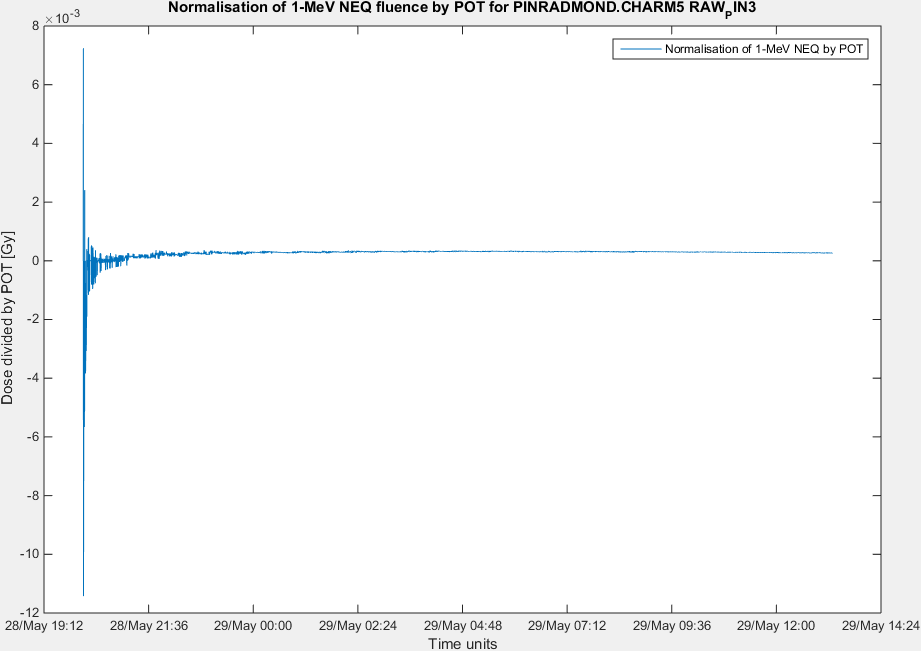 Normalisation of 1-MeV NEQ fluence by POT for PINRADMOND.CHARM5 RAW_PIN3
×10^-3
Normalisation of 1-MeV NEQ by POT
8
6
4
2
0
-2
-4
-6
-8
-10
-12
Dose divided by POT [Gy]
28/May 19:12 28/May 21:36 29/May 00:00 29/May 02:24 29/May 04:48 29/May 07:12 29/May 09:36 29/May 12:00 29/May 14:24
Time units